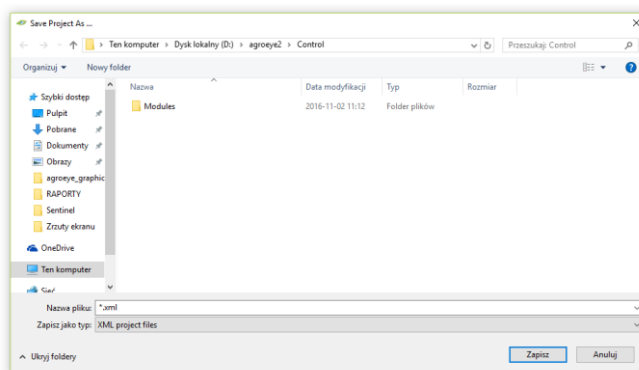 Save Project As ...
Ten komputer › Dysk lokalny (D:) › agroeye2 › Control
Przeszukaj: Control
Organizuj
Nowy folder
Nazwa
Data modyfikacji
Typ
Rozmiar
Szybki dostęp
Pulpit
Pobrane
Dokumenty
Obrazy
agroeye_graphic
RAPORTY
Sentinel
Zrzuty ekranu
OneDrive
Ten komputer
Sieć
Modules
2016-11-02 11:12
Folder plików
Nazwa pliku:
*.xml
Zapisz jako typ:
XML project files
Ukryj foldery
Zapisz
Anuluj